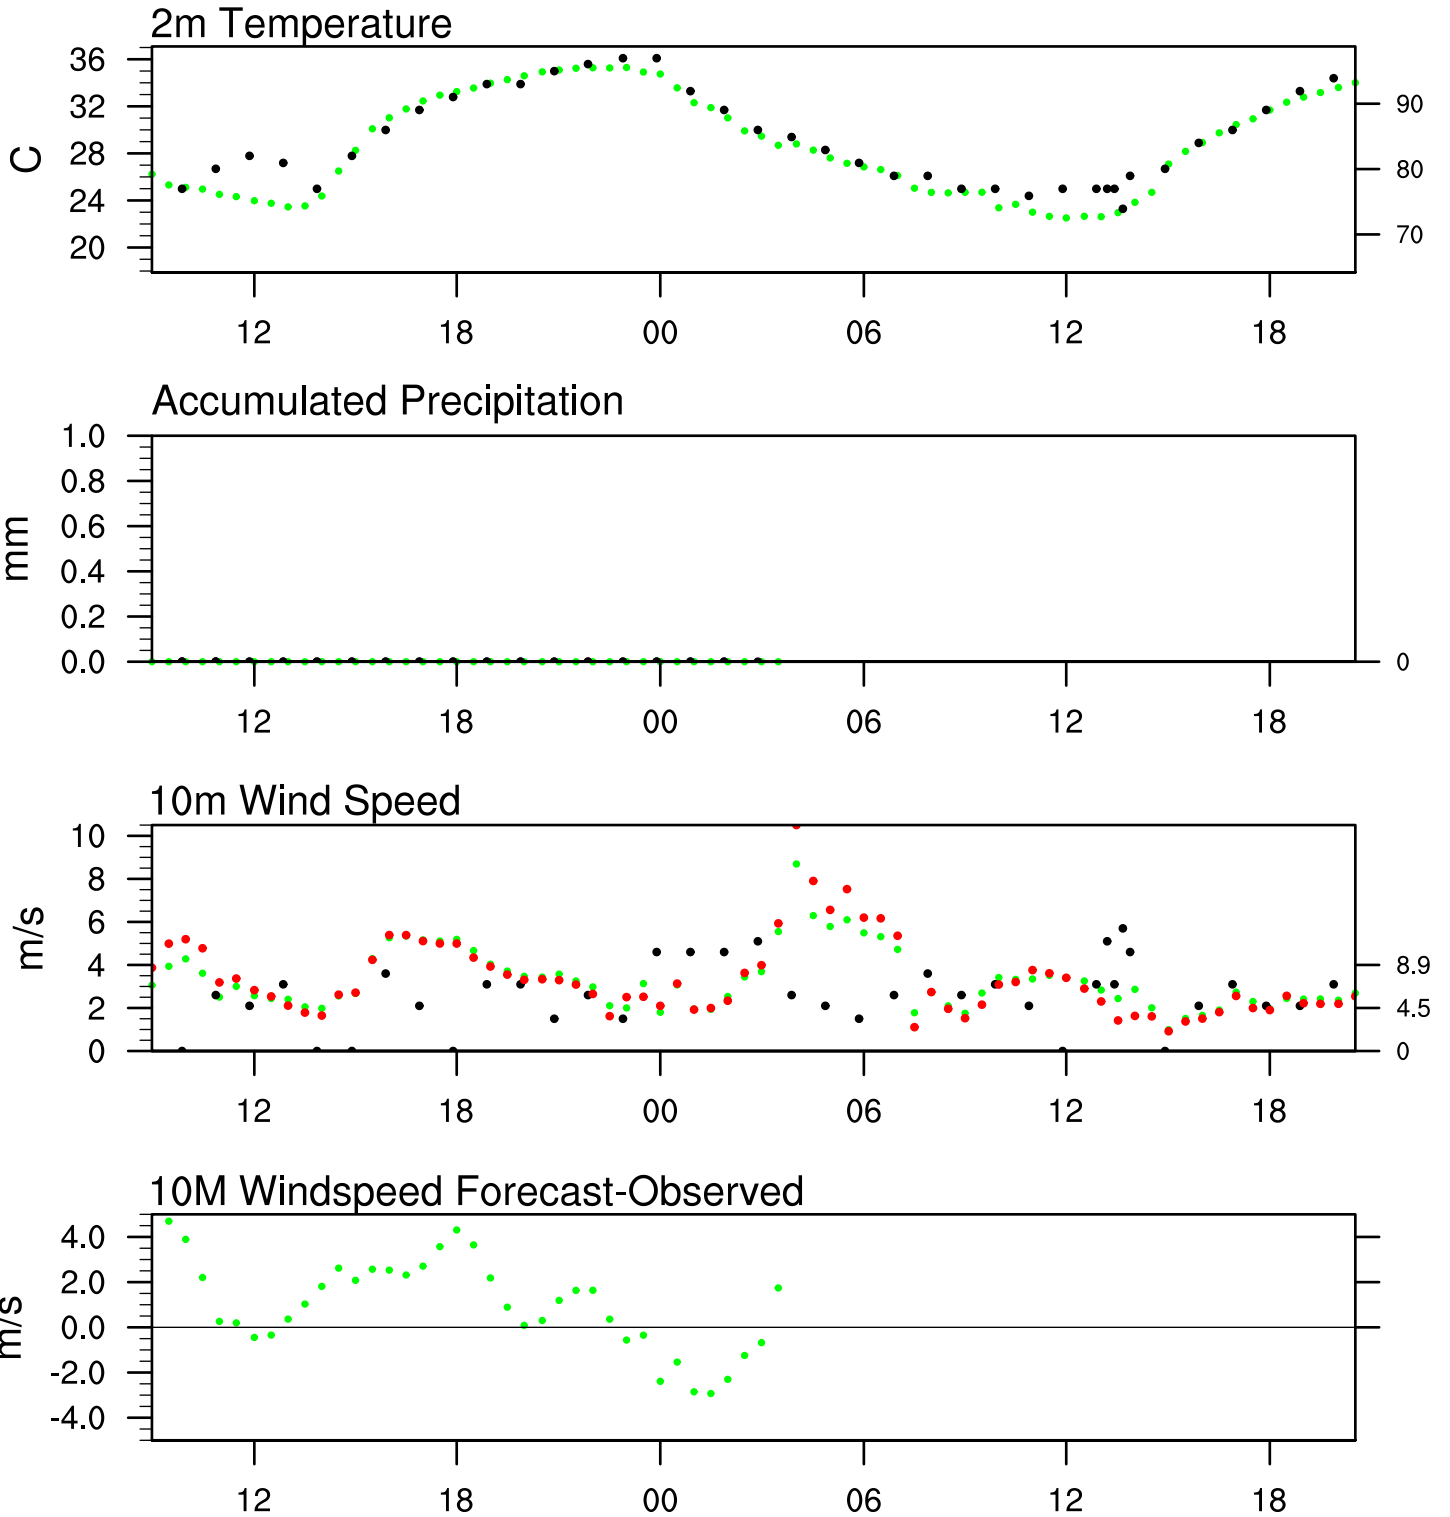 2m Temperature
36
32
28
24
20
C
90
80
70
12 18 00 06 12 18
Accumulated Precipitation
1.0
0.8
0.6
0.4
0.2
0.0
mm
0
12 18 00 06 12 18
10m Wind Speed
10
8
6
4
2
0
m/s
8.9
4.5
0
12 18 00 06 12 18
10M Windspeed Forecast-Observed
4.0
2.0
0.0
-2.0
-4.0
m/s
12 18 00 06 12 18